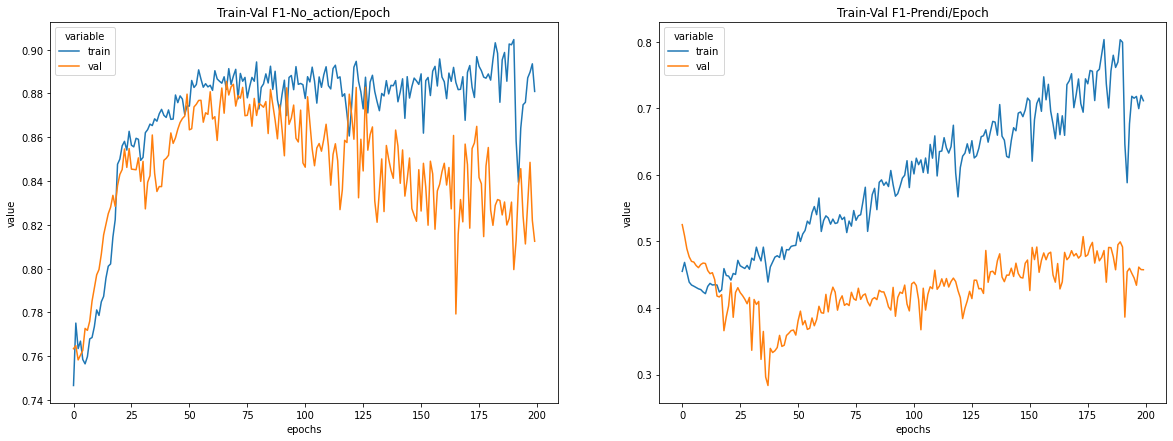 Train-Val F1-No_action/Epoch
variable
train
val
value
0.90
0.88
0.86
0.84
0.82
0.80
0.78
0.76
0.74
0 25 50 75 100 125 150 175 200
epochs
Train-Val F1-Prendi/Epoch
variable
train
val
value
0.8
0.7
0.6
0.5
0.4
0.3
0 25 50 75 100 125 150 175 200
epochs